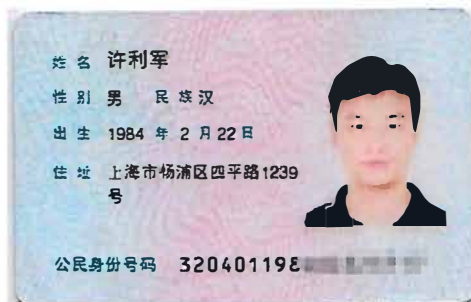 姓名 许利军
性别 男 民族 汉
出生 1984 年 2 月 22 日
住址 上海市杨浦区四平路1239
号
公民身份号码 320401198